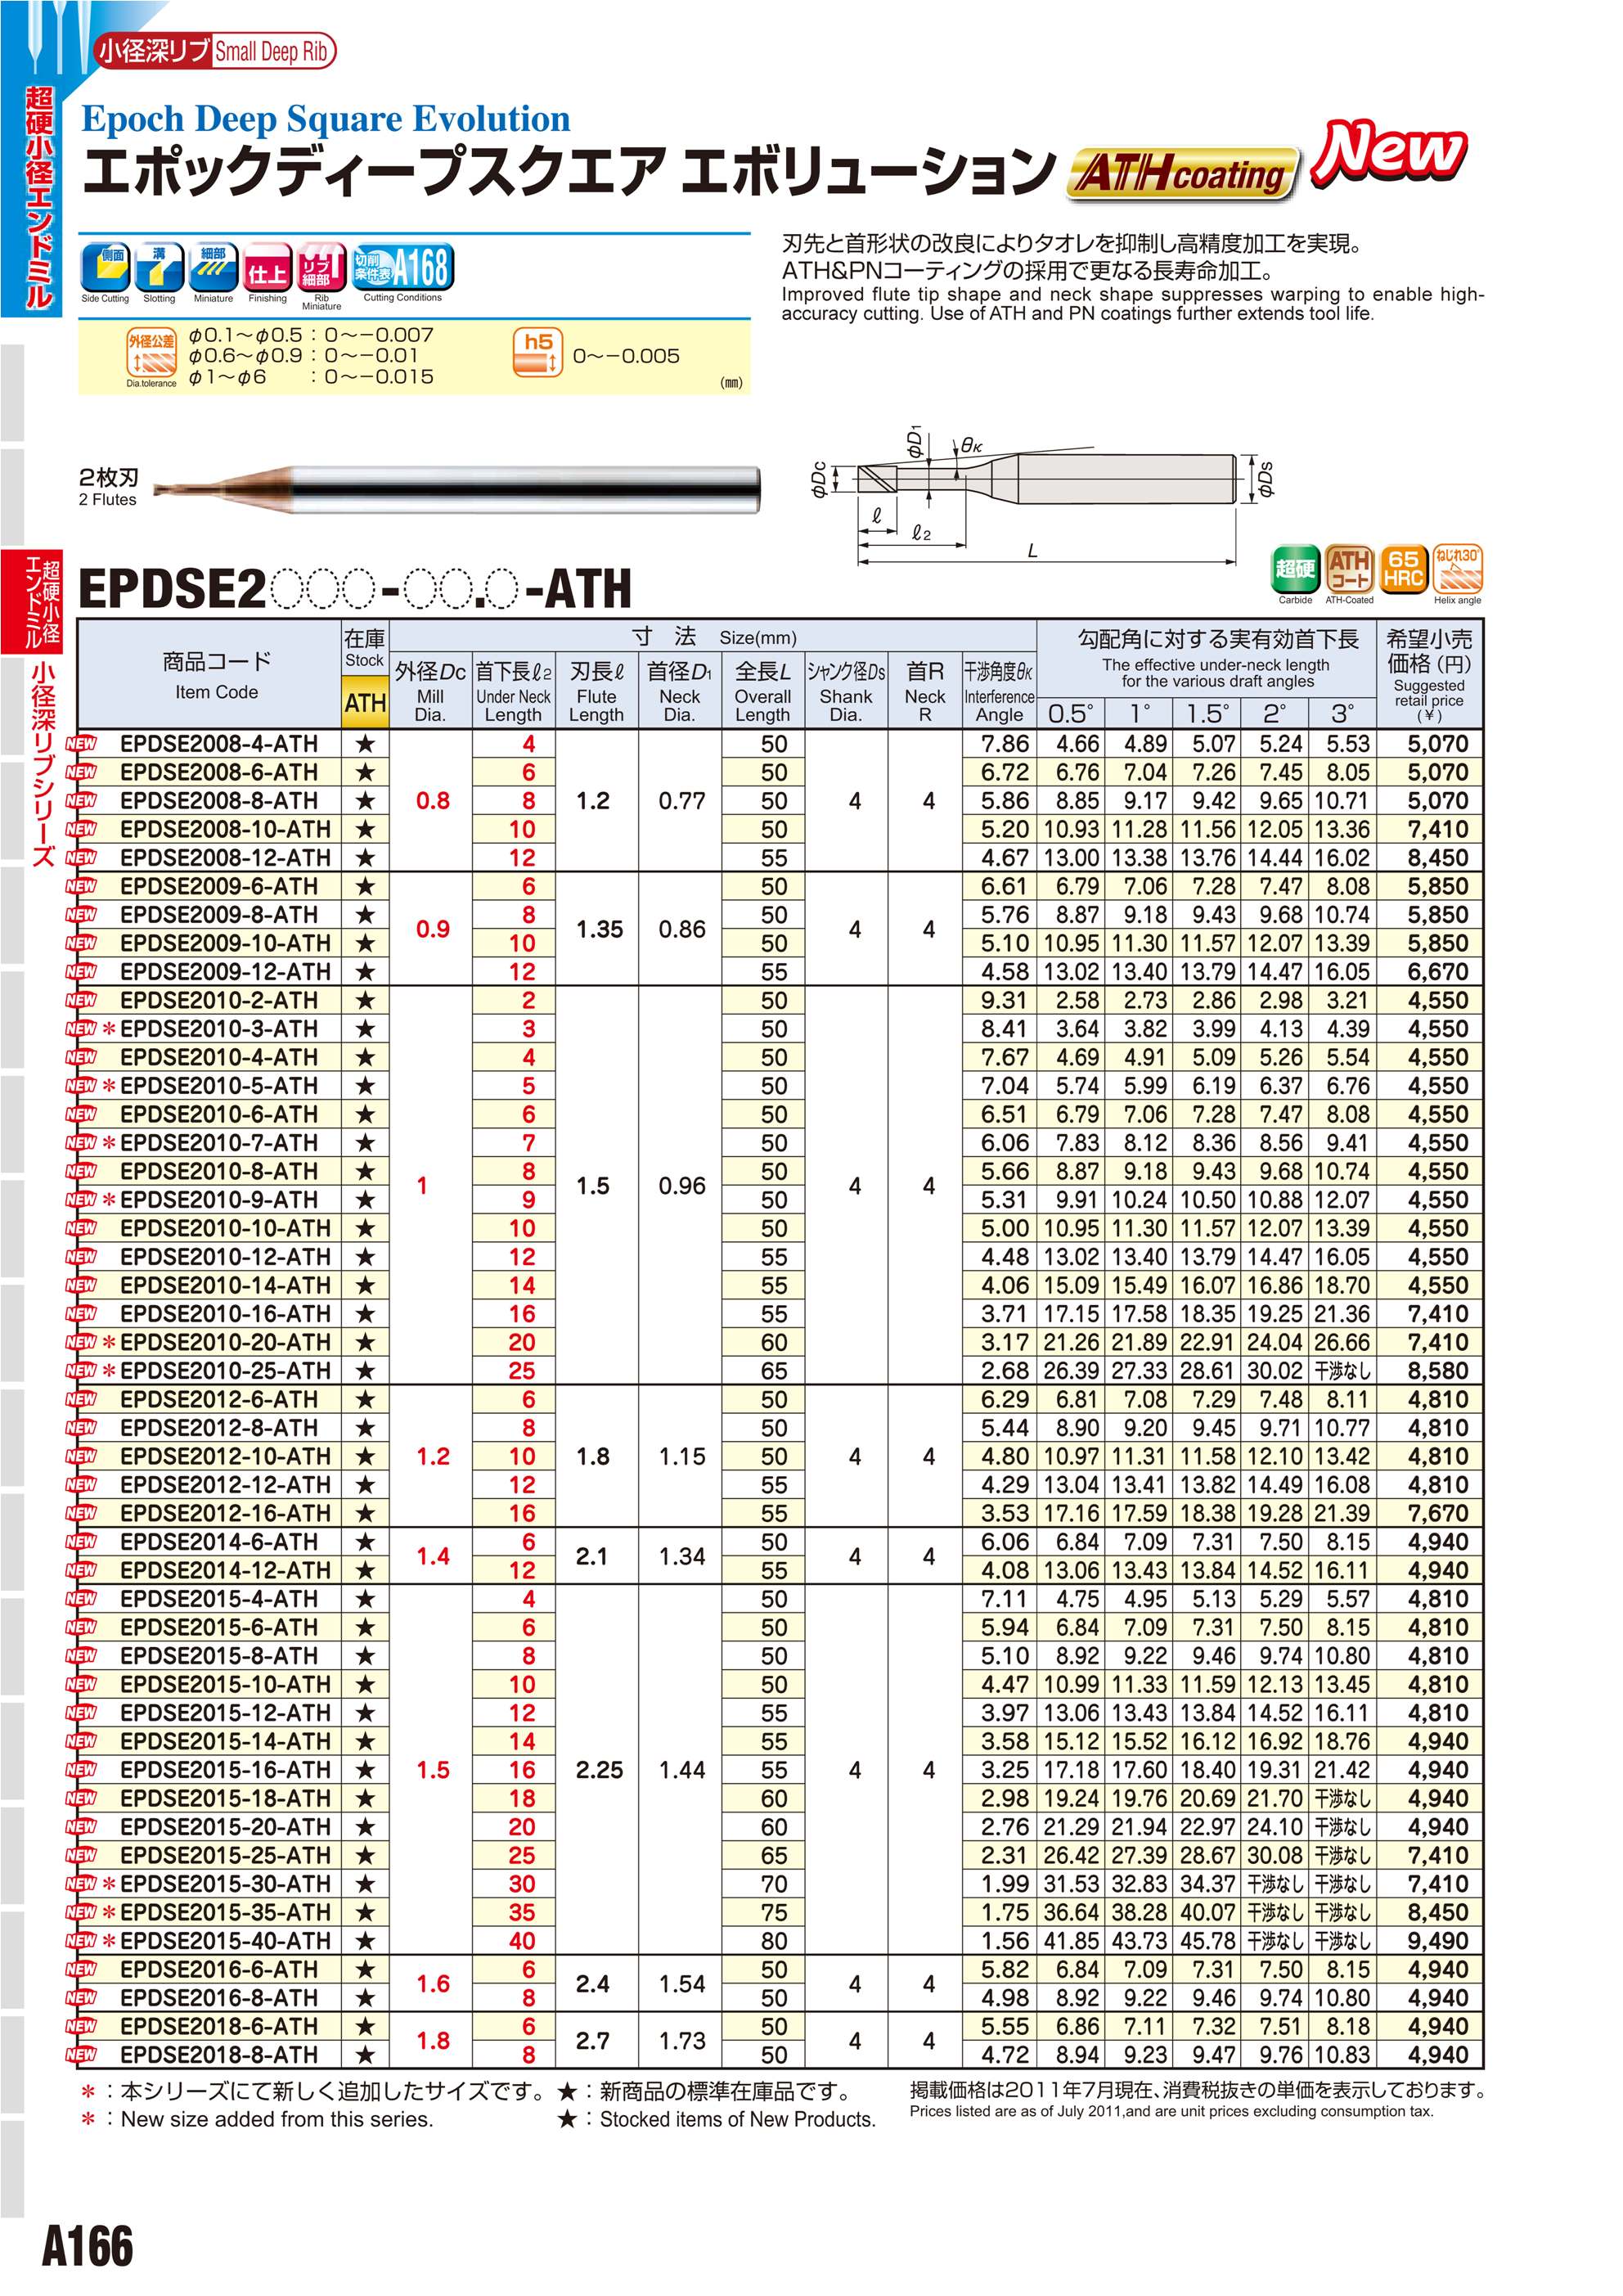 小径深リブ Small Deep Rib
超硬小径エンドミル
Epoch Deep Square Evolution
エポックディープスクエア エボリューション ATH coating New
側面 溝 細部 仕上 リブ細部 切削条件表 A168
Side Cutting Slotting Miniature Finishing Rib Miniature Cutting Conditions
刃先と首形状の改良によりタオレを抑制し高精度加工を実現。
ATH&PNコーティングの採用で更なる長寿命加工。
Improved flute tip shape and neck shape suppresses warping to enable high-
accuracy cutting. Use of ATH and PN coatings further extends tool life.
外径公差 Dia.tolerance
φ0.1〜φ0.5：0〜−0.007
φ0.6〜φ0.9：0〜−0.01
φ1〜φ6 ：0〜−0.015
h5 0〜−0.005
(㎜)
2枚刃
2 Flutes
φDc φD1 θK φDs ℓ ℓ2 L
超硬 ATHコート 65HRC ねじれ30°
Carbide ATH-Coated Helix angle
超硬小径エンドミル
小径深リブシリーズ
EPDSE2○○○-○○.○-ATH
商品コード Item Code
在庫 Stock ATH
寸 法 Size(mm)
外径Dc Mill Dia.
首下長ℓ2 Under Neck Length
刃長ℓ Flute Length
首径D1 Neck Dia.
全長L Overall Length
シャンク径Ds Shank Dia.
首R Neck R
干渉角度θK Interference Angle
勾配角に対する実有効首下長
The effective under-neck length
for the various draft angles
0.5° 1° 1.5° 2° 3°
希望小売価格（円） Suggested retail price (￥)
NEW EPDSE2008-4-ATH ★ 4 50 7.86 4.66 4.89 5.07 5.24 5.53 5,070
NEW EPDSE2008-6-ATH ★ 6 50 6.72 6.76 7.04 7.26 7.45 8.05 5,070
NEW EPDSE2008-8-ATH ★ 0.8 8 1.2 0.77 50 4 4 5.86 8.85 9.17 9.42 9.65 10.71 5,070
NEW EPDSE2008-10-ATH ★ 10 50 5.20 10.93 11.28 11.56 12.05 13.36 7,410
NEW EPDSE2008-12-ATH ★ 12 55 4.67 13.00 13.38 13.76 14.44 16.02 8,450
NEW EPDSE2009-6-ATH ★ 6 50 6.61 6.79 7.06 7.28 7.47 8.08 5,850
NEW EPDSE2009-8-ATH ★ 0.9 8 1.35 0.86 50 4 4 5.76 8.87 9.18 9.43 9.68 10.74 5,850
NEW EPDSE2009-10-ATH ★ 10 50 5.10 10.95 11.30 11.57 12.07 13.39 5,850
NEW EPDSE2009-12-ATH ★ 12 55 4.58 13.02 13.40 13.79 14.47 16.05 6,670
NEW EPDSE2010-2-ATH ★ 2 50 9.31 2.58 2.73 2.86 2.98 3.21 4,550
NEW *EPDSE2010-3-ATH ★ 3 50 8.41 3.64 3.82 3.99 4.13 4.39 4,550
NEW EPDSE2010-4-ATH ★ 4 50 7.67 4.69 4.91 5.09 5.26 5.54 4,550
NEW *EPDSE2010-5-ATH ★ 5 50 7.04 5.74 5.99 6.19 6.37 6.76 4,550
NEW EPDSE2010-6-ATH ★ 6 50 6.51 6.79 7.06 7.28 7.47 8.08 4,550
NEW *EPDSE2010-7-ATH ★ 7 50 6.06 7.83 8.12 8.36 8.56 9.41 4,550
NEW EPDSE2010-8-ATH ★ 1 8 1.5 0.96 50 4 4 5.66 8.87 9.18 9.43 9.68 10.74 4,550
NEW *EPDSE2010-9-ATH ★ 9 50 5.31 9.91 10.24 10.50 10.88 12.07 4,550
NEW EPDSE2010-10-ATH ★ 10 50 5.00 10.95 11.30 11.57 12.07 13.39 4,550
NEW EPDSE2010-12-ATH ★ 12 55 4.48 13.02 13.40 13.79 14.47 16.05 4,550
NEW EPDSE2010-14-ATH ★ 14 55 4.06 15.09 15.49 16.07 16.86 18.70 4,550
NEW EPDSE2010-16-ATH ★ 16 55 3.71 17.15 17.58 18.35 19.25 21.36 7,410
NEW *EPDSE2010-20-ATH ★ 20 60 3.17 21.26 21.89 22.91 24.04 26.66 7,410
NEW *EPDSE2010-25-ATH ★ 25 65 2.68 26.39 27.33 28.61 30.02 干渉なし 8,580
NEW EPDSE2012-6-ATH ★ 6 50 6.29 6.81 7.08 7.29 7.48 8.11 4,810
NEW EPDSE2012-8-ATH ★ 8 50 5.44 8.90 9.20 9.45 9.71 10.77 4,810
NEW EPDSE2012-10-ATH ★ 1.2 10 1.8 1.15 50 4 4 4.80 10.97 11.31 11.58 12.10 13.42 4,810
NEW EPDSE2012-12-ATH ★ 12 55 4.29 13.04 13.41 13.82 14.49 16.08 4,810
NEW EPDSE2012-16-ATH ★ 16 55 3.53 17.16 17.59 18.38 19.28 21.39 7,670
NEW EPDSE2014-6-ATH ★ 1.4 6 2.1 1.34 50 4 4 6.06 6.84 7.09 7.31 7.50 8.15 4,940
NEW EPDSE2014-12-ATH ★ 12 55 4.08 13.06 13.43 13.84 14.52 16.11 4,940
NEW EPDSE2015-4-ATH ★ 4 50 7.11 4.75 4.95 5.13 5.29 5.57 4,810
NEW EPDSE2015-6-ATH ★ 6 50 5.94 6.84 7.09 7.31 7.50 8.15 4,810
NEW EPDSE2015-8-ATH ★ 8 50 5.10 8.92 9.22 9.46 9.74 10.80 4,810
NEW EPDSE2015-10-ATH ★ 10 50 4.47 10.99 11.33 11.59 12.13 13.45 4,810
NEW EPDSE2015-12-ATH ★ 12 55 3.97 13.06 13.43 13.84 14.52 16.11 4,810
NEW EPDSE2015-14-ATH ★ 14 55 3.58 15.12 15.52 16.12 16.92 18.76 4,940
NEW EPDSE2015-16-ATH ★ 1.5 16 2.25 1.44 55 4 4 3.25 17.18 17.60 18.40 19.31 21.42 4,940
NEW EPDSE2015-18-ATH ★ 18 60 2.98 19.24 19.76 20.69 21.70 干渉なし 4,940
NEW EPDSE2015-20-ATH ★ 20 60 2.76 21.29 21.94 22.97 24.10 干渉なし 4,940
NEW EPDSE2015-25-ATH ★ 25 65 2.31 26.42 27.39 28.67 30.08 干渉なし 7,410
NEW *EPDSE2015-30-ATH ★ 30 70 1.99 31.53 32.83 34.37 干渉なし 干渉なし 7,410
NEW *EPDSE2015-35-ATH ★ 35 75 1.75 36.64 38.28 40.07 干渉なし 干渉なし 8,450
NEW *EPDSE2015-40-ATH ★ 40 80 1.56 41.85 43.73 45.78 干渉なし 干渉なし 9,490
NEW EPDSE2016-6-ATH ★ 1.6 6 2.4 1.54 50 4 4 5.82 6.84 7.09 7.31 7.50 8.15 4,940
NEW EPDSE2016-8-ATH ★ 8 50 4.98 8.92 9.22 9.46 9.74 10.80 4,940
NEW EPDSE2018-6-ATH ★ 1.8 6 2.7 1.73 50 4 4 5.55 6.86 7.11 7.32 7.51 8.18 4,940
NEW EPDSE2018-8-ATH ★ 8 50 4.72 8.94 9.23 9.47 9.76 10.83 4,940
*：本シリーズにて新しく追加したサイズです。 ★：新商品の標準在庫品です。
*：New size added from this series. ★：Stocked items of New Products.
掲載価格は2011年7月現在、消費税抜きの単価を表示しております。
Prices listed are as of July 2011,and are unit prices excluding consumption tax.
A166